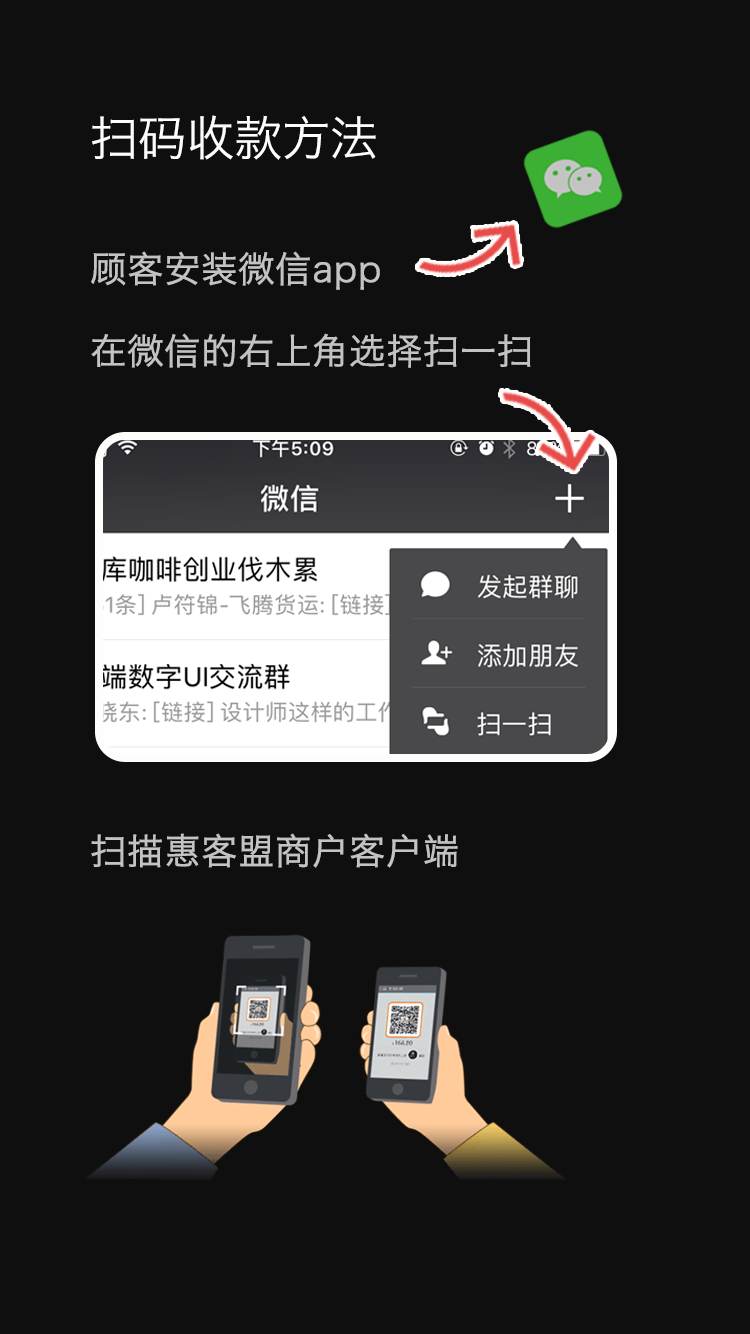 扫码收款方法
顾客安装微信app
在微信的右上角选择扫一扫
下午5:09
微信
库咖啡创业伐木累
1条] 卢符锦-飞腾货运: [链接]
端数字UI交流群
晓东: [链接] 设计师这样的工作
发起群聊
添加朋友
扫一扫
扫描惠客盟商户客户端